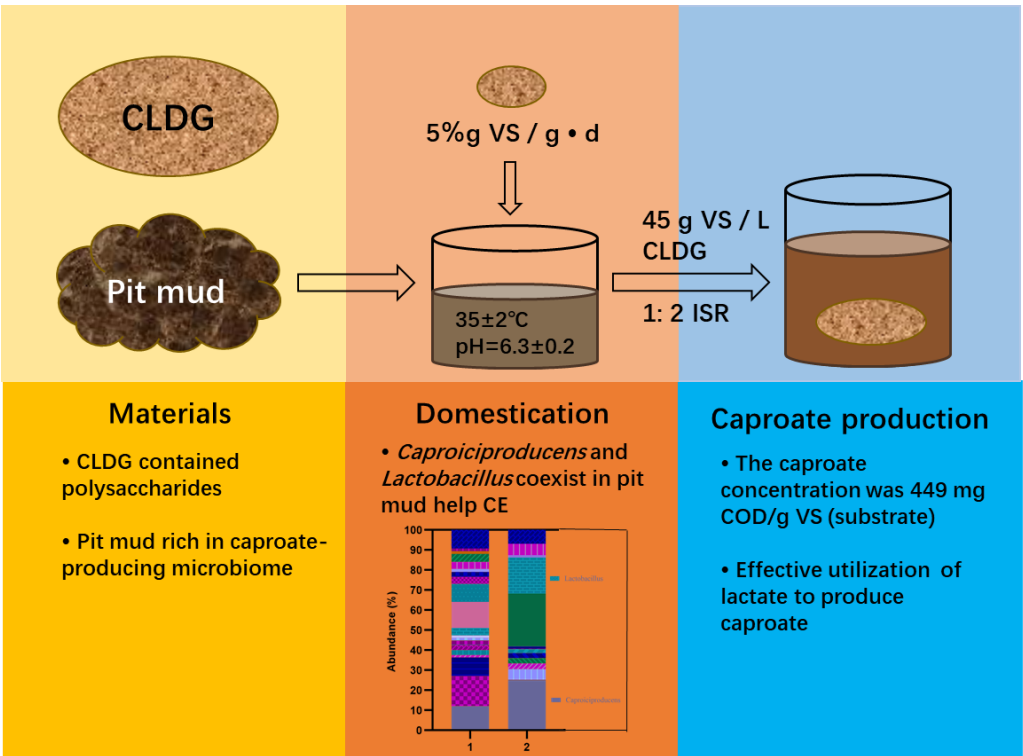 CLDG
Pit mud
5%g VS / g • d
35±2℃
pH=6.3±0.2
45 g VS / L
CLDG
1: 2 ISR
Materials
• CLDG contained
polysaccharides
• Pit mud rich in caproate-
producing microbiome
Domestication
• Caproiciproducens and
Lactobacillus coexist in pit
mud help CE
Abundance (%)
100
90
80
70
60
50
40
30
20
10
0
1
2
Lactobacillus
Caproiciproducens
Caproate production
• The caproate
concentration was 449 mg
COD/g VS (substrate)
• Effective utilization of
lactate to produce
caproate